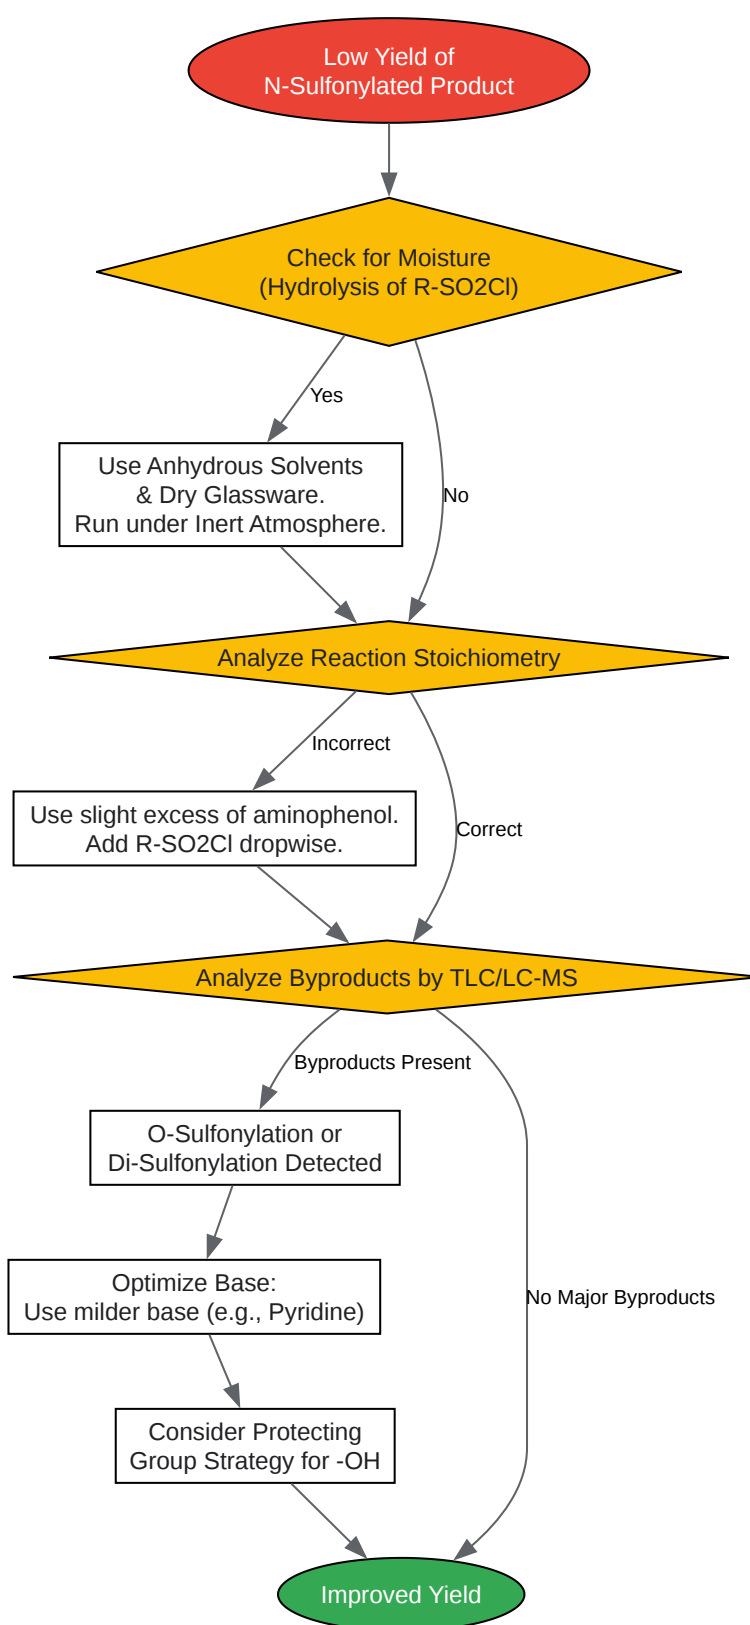 Low Yield of
N-Sulfonylated Product
Check for Moisture
(Hydrolysis of R-SO2Cl)
Yes
Use Anhydrous Solvents
& Dry Glassware.
Run under Inert Atmosphere.
No
Analyze Reaction Stoichiometry
Incorrect
Use slight excess of aminophenol.
Add R-SO2Cl dropwise.
Correct
Analyze Byproducts by TLC/LC-MS
Byproducts Present
O-Sulfonylation or
Di-Sulfonylation Detected
Optimize Base:
Use milder base (e.g., Pyridine)
No Major Byproducts
Consider Protecting
Group Strategy for -OH
Improved Yield